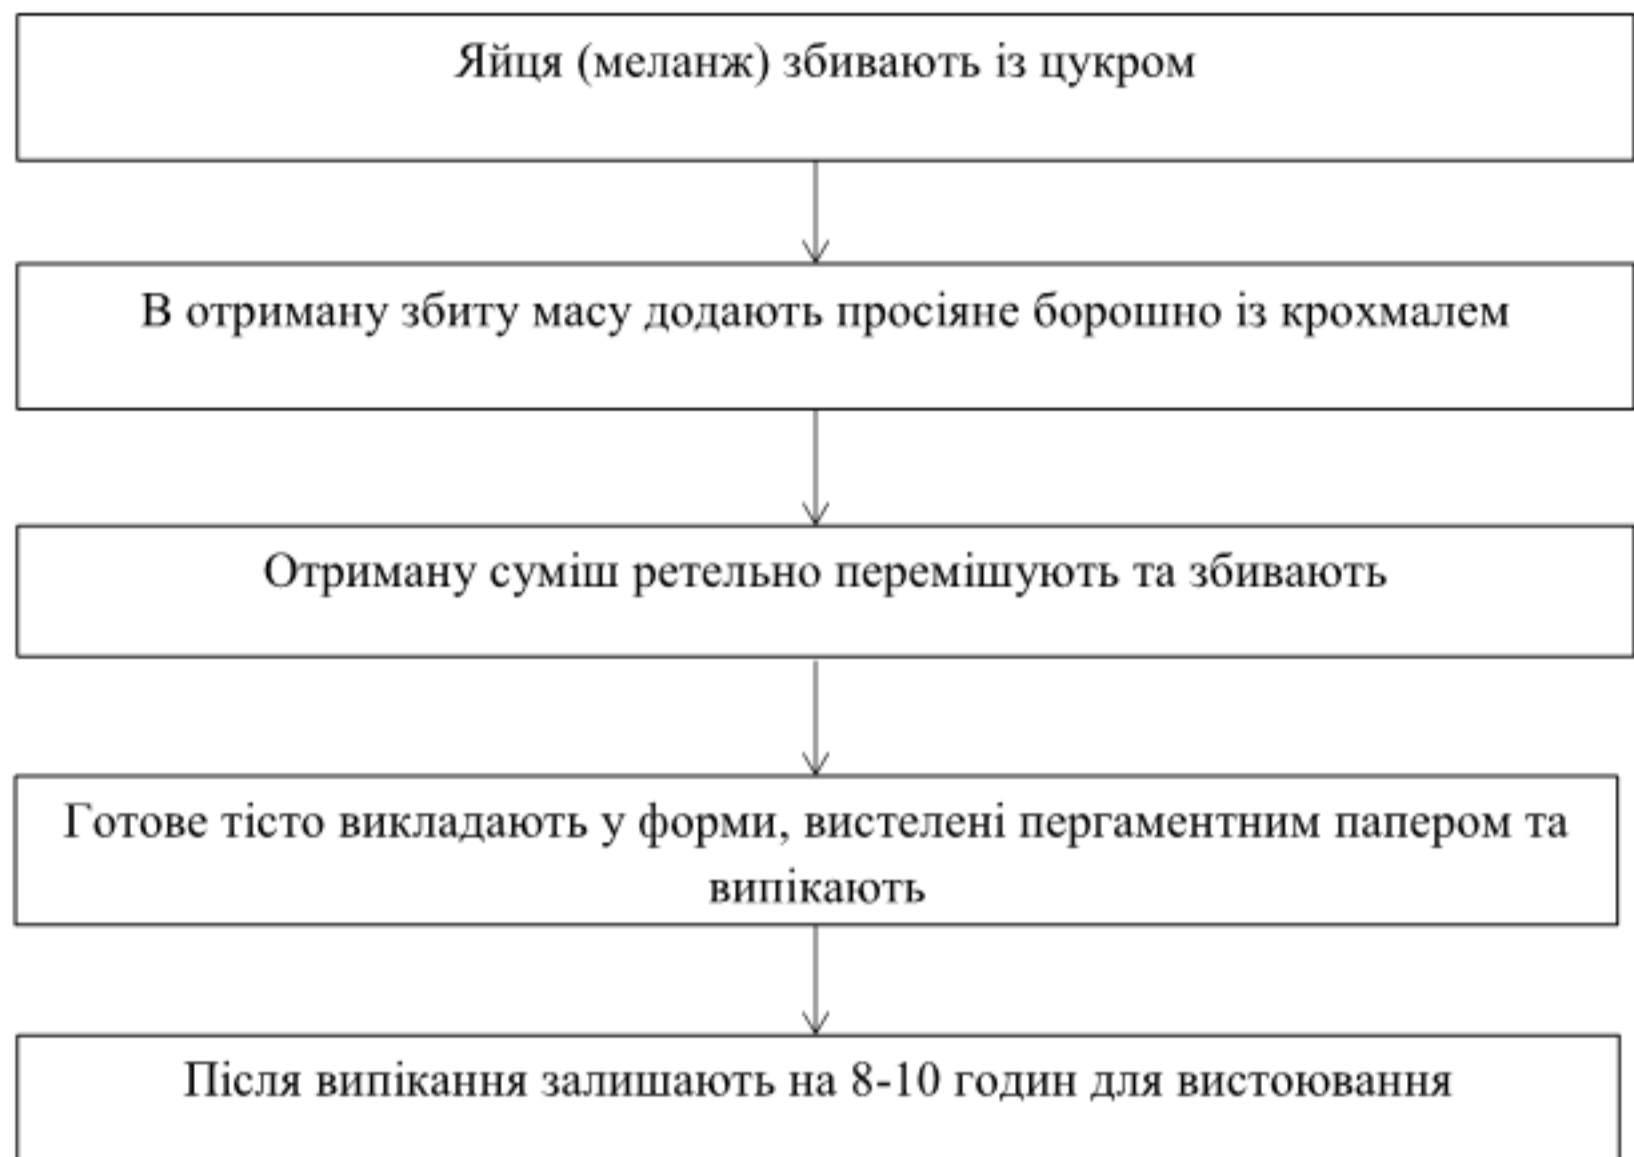 Яйця (меланж) збивають із цукром
В отриману збиту масу додають просіяне борошно із крохмалем
Отриману суміш ретельно перемішують та збивають
Готове тісто викладають у форми, вистелені пергаментним папером та
випікають
Після випікання залишають на 8-10 годин для вистоювання